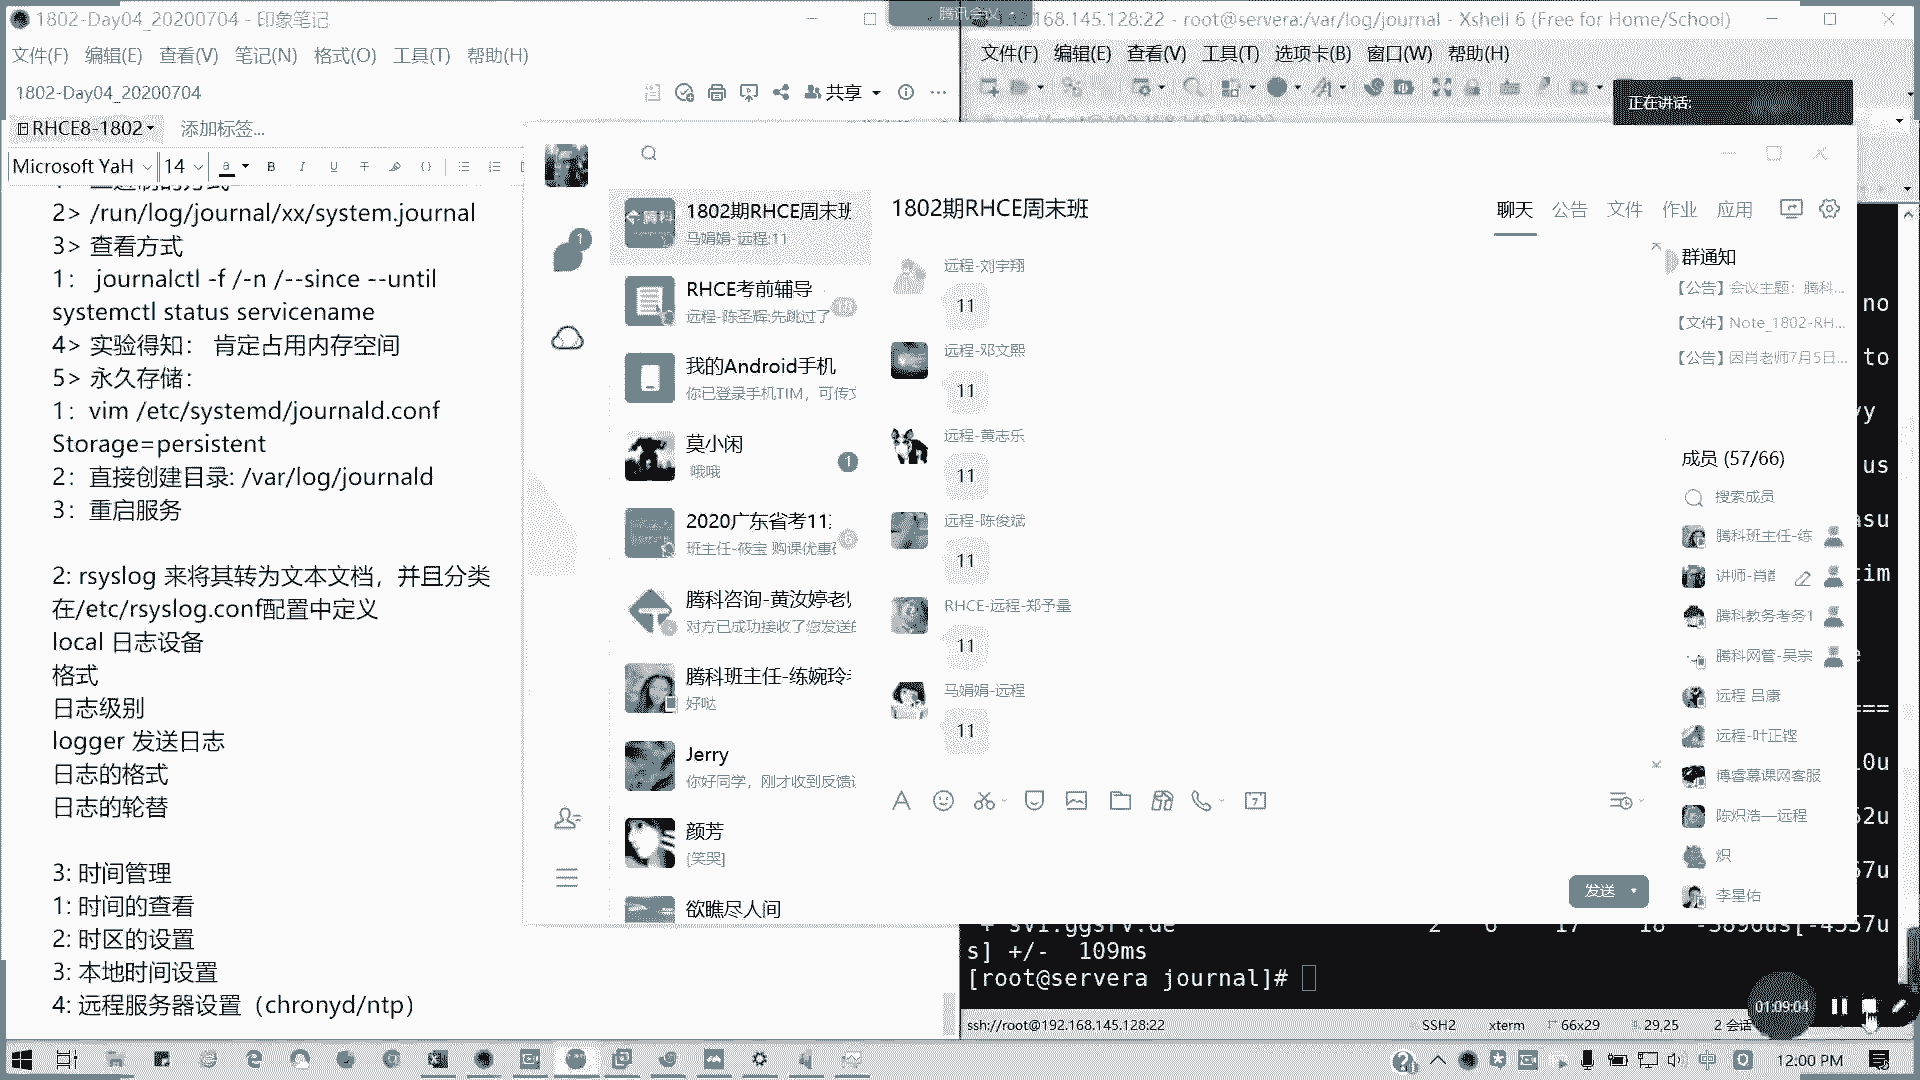 1802-Day04_20200704 - 印象笔记
文件(F) 编辑(E) 查看(V) 笔记(N) 格式(O) 工具(T) 帮助(H)
1802-Day04_20200704
共享
RHCE8-1802
添加标签...
Microsoft YaH 14
2> /run/log/journal/xx/system.journal
3> 查看方式
1： journalctl -f /-n /--since --until
systemctl status servicename
4> 实验得知： 肯定占用内存空间
5> 永久存储：
1：vim /etc/systemd/journald.conf
Storage=persistent
2：直接创建目录: /var/log/journald
3：重启服务
2: rsyslog 来将其转为文本文档，并且分类
在/etc/rsyslog.conf配置中定义
local 日志设备
格式
日志级别
logger 发送日志
日志的格式
日志的轮替
3: 时间管理
1: 时间的查看
2: 时区的设置
3: 本地时间设置
4: 远程服务器设置（chronyd/ntp）
腾讯会议
168.145.128:22 - root@servera:/var/log/journal - Xshell 6 (Free for Home/School)
文件(F) 编辑(E) 查看(V) 工具(T) 选项卡(B) 窗口(W) 帮助(H)
正在讲话:
1
1802期RHCE周末班
马娟娟-远程:11
RHCE考前辅导
远程-陈圣辉:先跳过了
我的Android手机
你已登录手机TIM，可传文
莫小闲
哦哦
1
2020广东省考11
班主任-筱宝 购课优惠
6
腾科咨询-黄汝婷老
对方已成功接收了您发送的
腾科班主任-练婉玲
好哒
Jerry
你好同学，刚才收到反馈
颜芳
[笑哭]
欲瞧尽人间
1802期RHCE周末班
聊天 公告 文件 作业 应用
远程-刘宇翔
11
远程-邓文熙
11
远程-黄志乐
11
远程-陈俊斌
11
RHCE-远程-郑予量
11
马娟娟-远程
11
发送
群通知
【公告】会议主题：腾科...
【文件】Note_1802-RH...
【公告】因肖老师7月5日...
成员 (57/66)
搜索成员
腾科班主任-练
讲师-肖
腾科教务考务1
腾科网管-吴宗
远程 吕康
远程-叶正铿
博睿慕课网客服
陈炽浩—远程
炽
李星佑
no
to
us
tim
s] +/- 109ms
[root@servera journal]#
01:09:04
ssh://root@192.168.145.128:22 SSH2 xterm 66x29 29,25 2 会话
中 12:00 PM